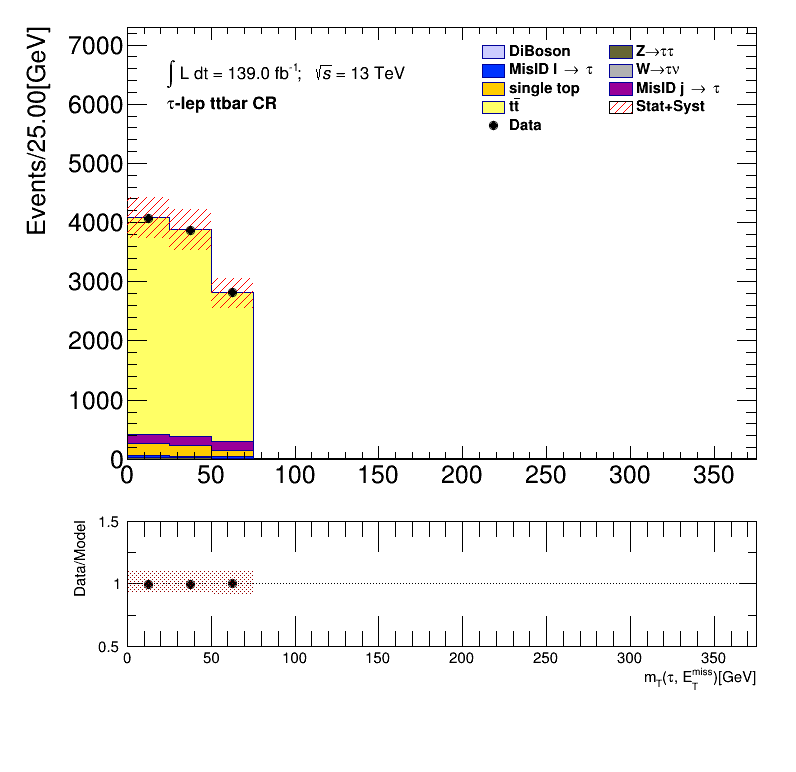 Events/25.00[GeV]
7000
6000
5000
4000
3000
2000
1000
0
∫ L dt = 139.0 fb⁻¹; √s = 13 TeV
τ-lep ttbar CR
DiBoson
MisID l → τ
single top
tt̄
Data
Z→ττ
W→τν
MisID j → τ
Stat+Syst
0 50 100 150 200 250 300 350
Data/Model
1.5
1
0.5
0 50 100 150 200 250 300 350
m_T(τ, E_T^miss)[GeV]